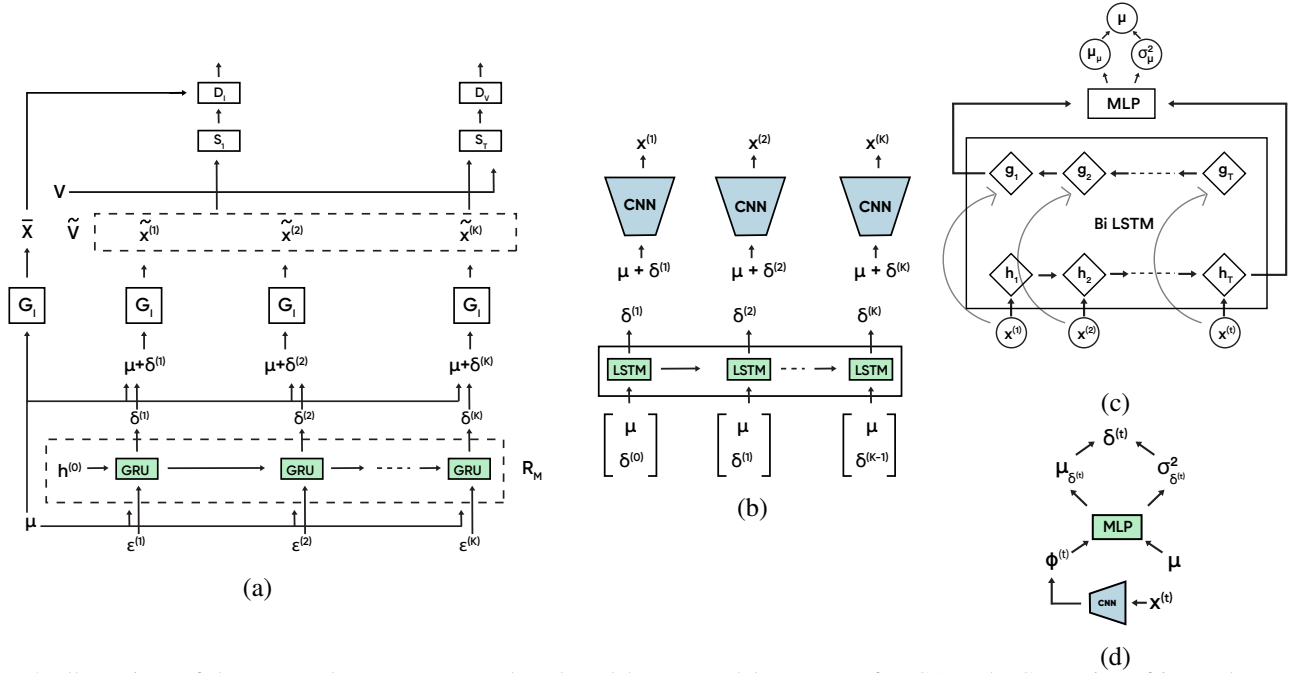 D_I
D_V
S_1
S_T
V
X̄
Ṽ
x̃^(1) x̃^(2) x̃^(K)
G_I G_I G_I G_I
μ+δ^(1) μ+δ^(2) μ+δ^(K)
δ^(1) δ^(2) δ^(K)
h^(0) GRU GRU GRU R_M
μ
ε^(1) ε^(2) ε^(K)
(a)
x^(1) x^(2) x^(K)
CNN CNN CNN
μ + δ^(1) μ + δ^(2) μ + δ^(K)
δ^(1) δ^(2) δ^(K)
LSTM LSTM LSTM
μ μ μ
δ^(0) δ^(1) δ^(K-1)
(b)
μ
μ_μ σ²_μ
MLP
g_1 g_2 g_T
Bi LSTM
h_1 h_2 h_T
x^(1) x^(2) x^(t)
(c)
δ^(t)
μ_δ^(t) σ²_δ^(t)
MLP
ϕ^(t) μ
CNN x^(t)
(d)